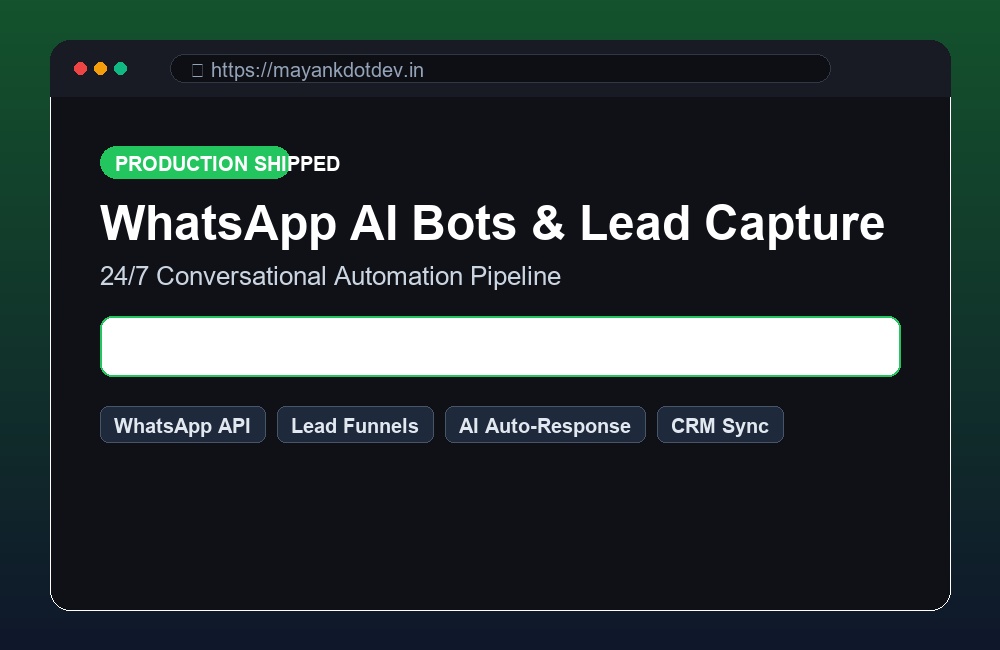 https://mayankdotdev.in
PRODUCTION SHIPPED
WhatsApp AI Bots & Lead Capture
24/7 Conversational Automation Pipeline
WhatsApp API
Lead Funnels
AI Auto-Response
CRM Sync